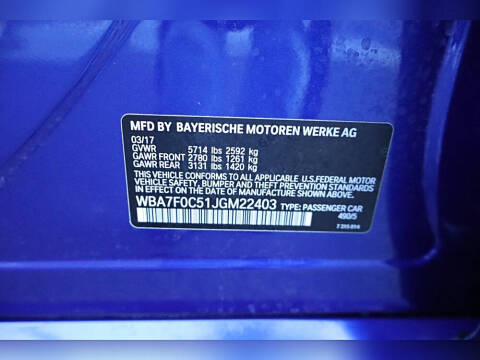 MFD BY BAYERISCHE MOTOREN WERKE AG
03/17
GVWR 5714 lbs 2592 kg
GAWR FRONT 2780 lbs 1261 kg
GAWR REAR 3131 lbs 1420 kg
THIS VEHICLE CONFORMS TO ALL APPLICABLE U.S.FEDERAL MOTOR
VEHICLE SAFETY, BUMPER, AND THEFT PREVENTION STANDARDS
IN EFFECT ON THE DATE OF MANUFACTURE SHOWN ABOVE.
WBA7F0C51JGM22403 TYPE: PASSENGER CAR
490/5